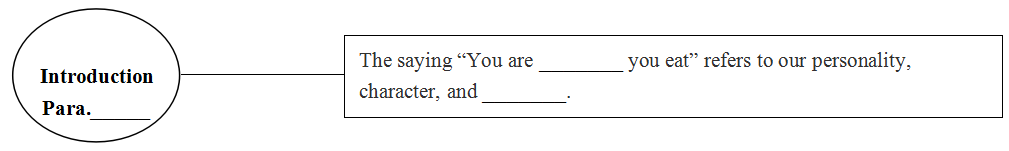 Introduction
Para.______
The saying “You are ________ you eat” refers to our personality,
character, and ________.